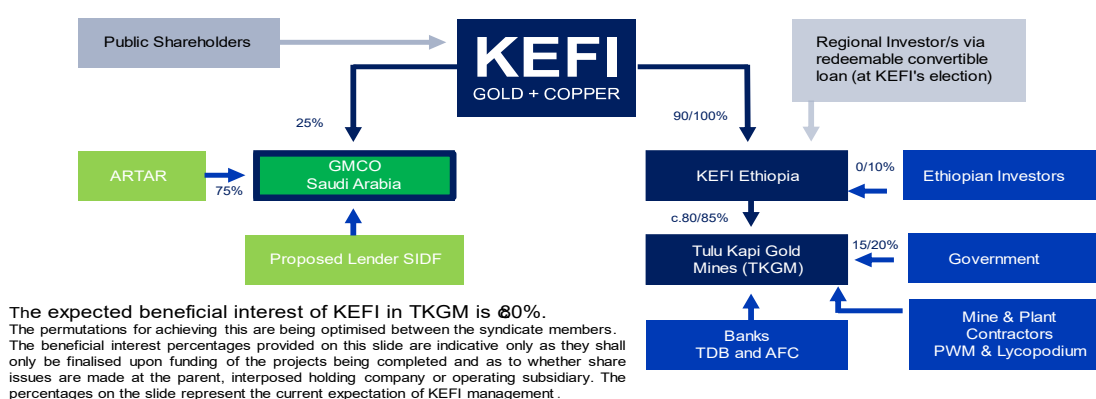 Public Shareholders
KEFI
GOLD + COPPER
Regional Investor/s via
redeemable convertible
loan (at KEFI's election)
25%
90/100%
ARTAR
75%
GMCO
Saudi Arabia
KEFI Ethiopia
0/10%
Ethiopian Investors
c.80/85%
Proposed Lender SIDF
Tulu Kapi Gold
Mines (TKGM)
15/20%
Government
Banks
TDB and AFC
Mine & Plant
Contractors
PWM & Lycopodium
The expected beneficial interest of KEFI in TKGM is c80%.
The permutations for achieving this are being optimised between the syndicate members.
The beneficial interest percentages provided on this slide are indicative only as they shall
only be finalised upon funding of the projects being completed and as to whether share
issues are made at the parent, interposed holding company or operating subsidiary. The
percentages on the slide represent the current expectation of KEFI management.